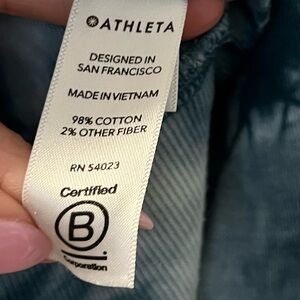 ATHLETA
DESIGNED IN
SAN FRANCISCO
MADE IN VIETNAM
98% COTTON
2% OTHER FIBER
RN 54023
Certified
B
Corporation